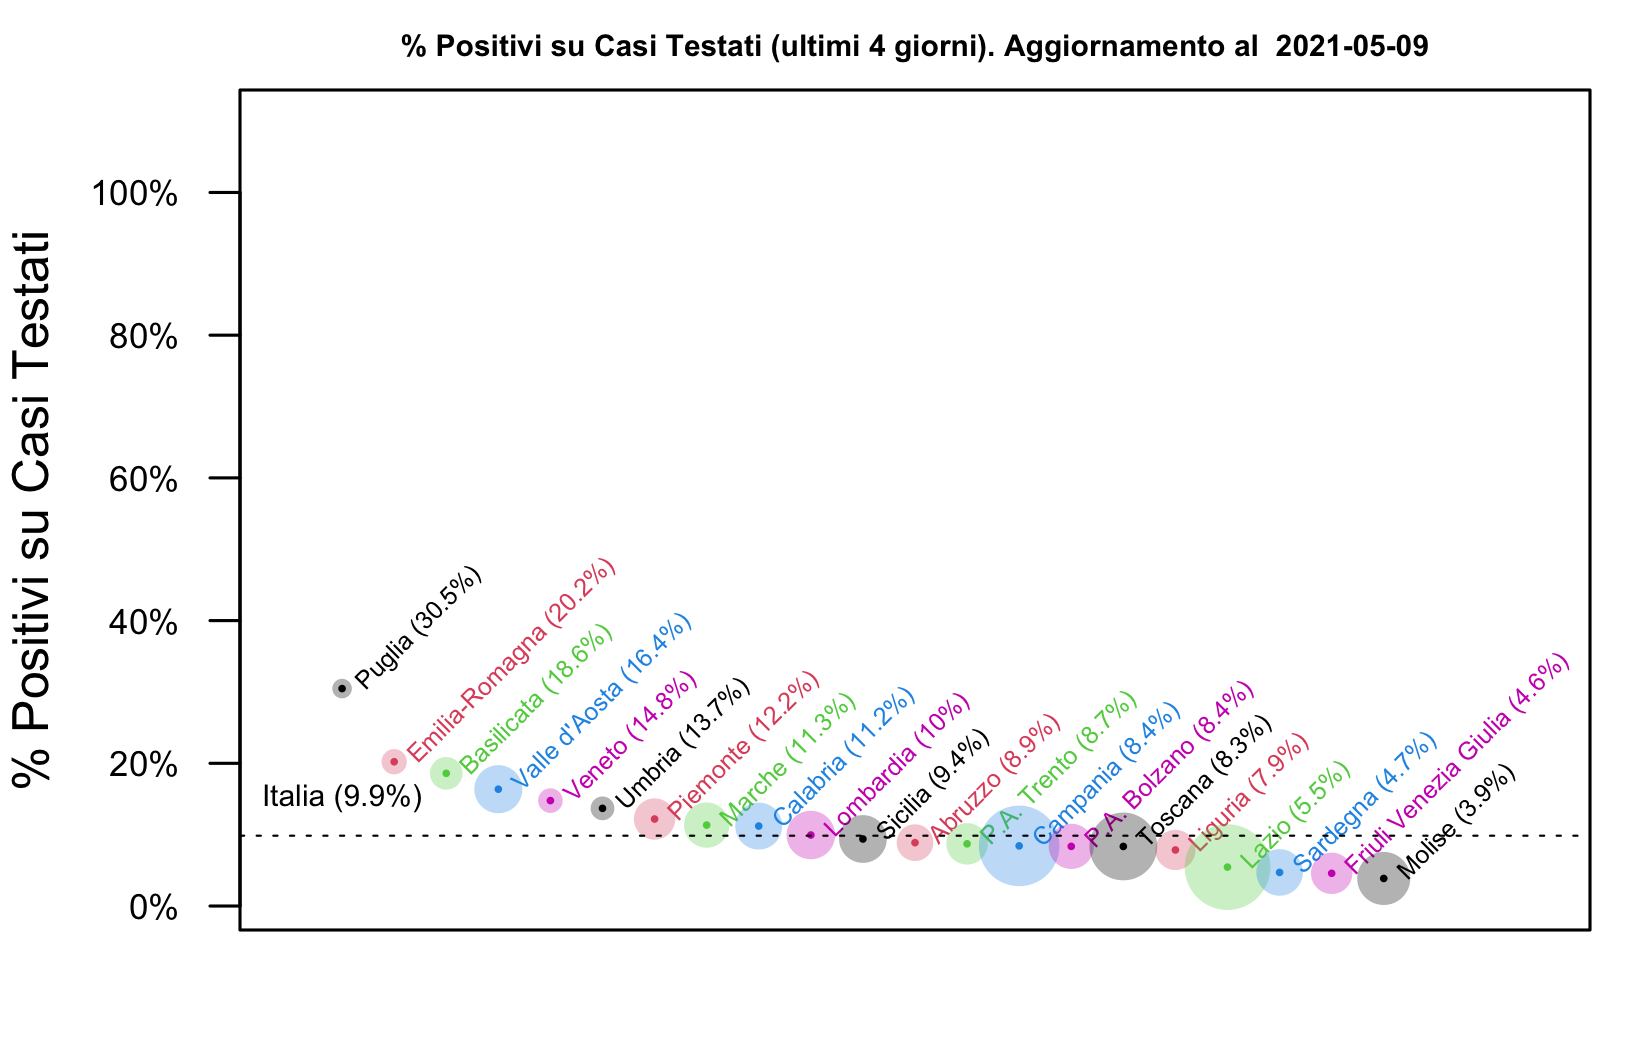 % Positivi su Casi Testati (ultimi 4 giorni). Aggiornamento al  2021-05-09
% Positivi su Casi Testati
100%
80%
60%
40%
20%
0%
Italia (9.9%)
Puglia (30.5%)
Emilia-Romagna (20.2%)
Basilicata (18.6%)
Valle d'Aosta (16.4%)
Veneto (14.8%)
Umbria (13.7%)
Piemonte (12.2%)
Marche (11.3%)
Calabria (11.2%)
Lombardia (10%)
Sicilia (9.4%)
Abruzzo (8.9%)
P.A. Trento (8.7%)
Campania (8.4%)
P.A. Bolzano (8.4%)
Toscana (8.3%)
Liguria (7.9%)
Lazio (5.5%)
Sardegna (4.7%)
Friuli Venezia Giulia (4.6%)
Molise (3.9%)